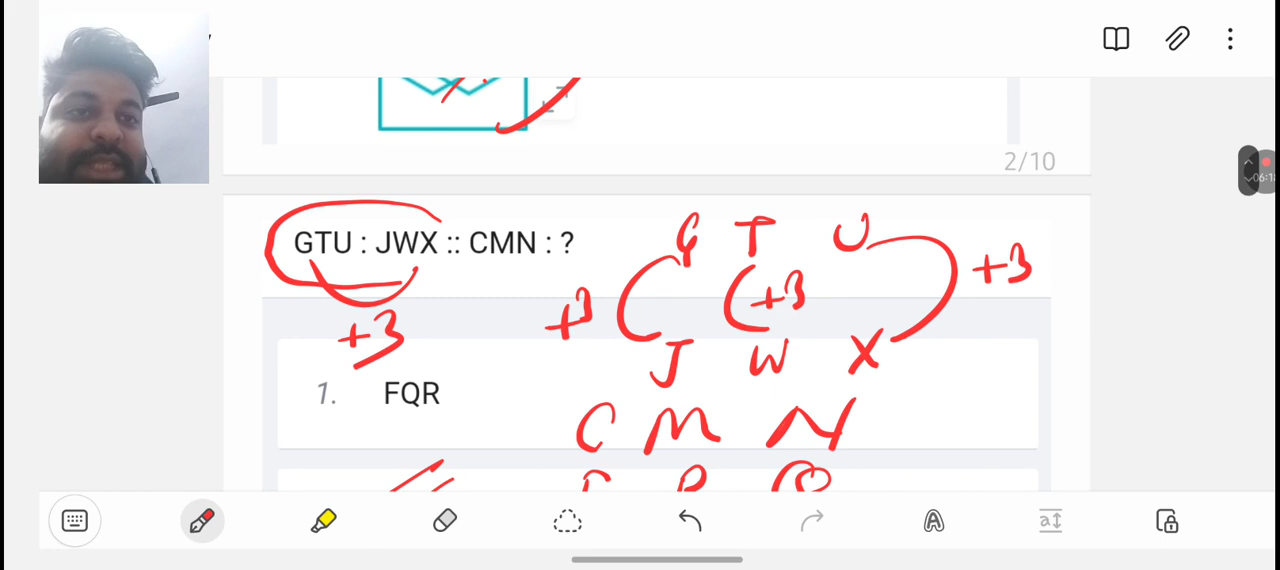 2/10
GTU : JWX :: CMN : ?
G T U
+3 +3 +3
+3
J W X
1. FQR
C M N
A
a